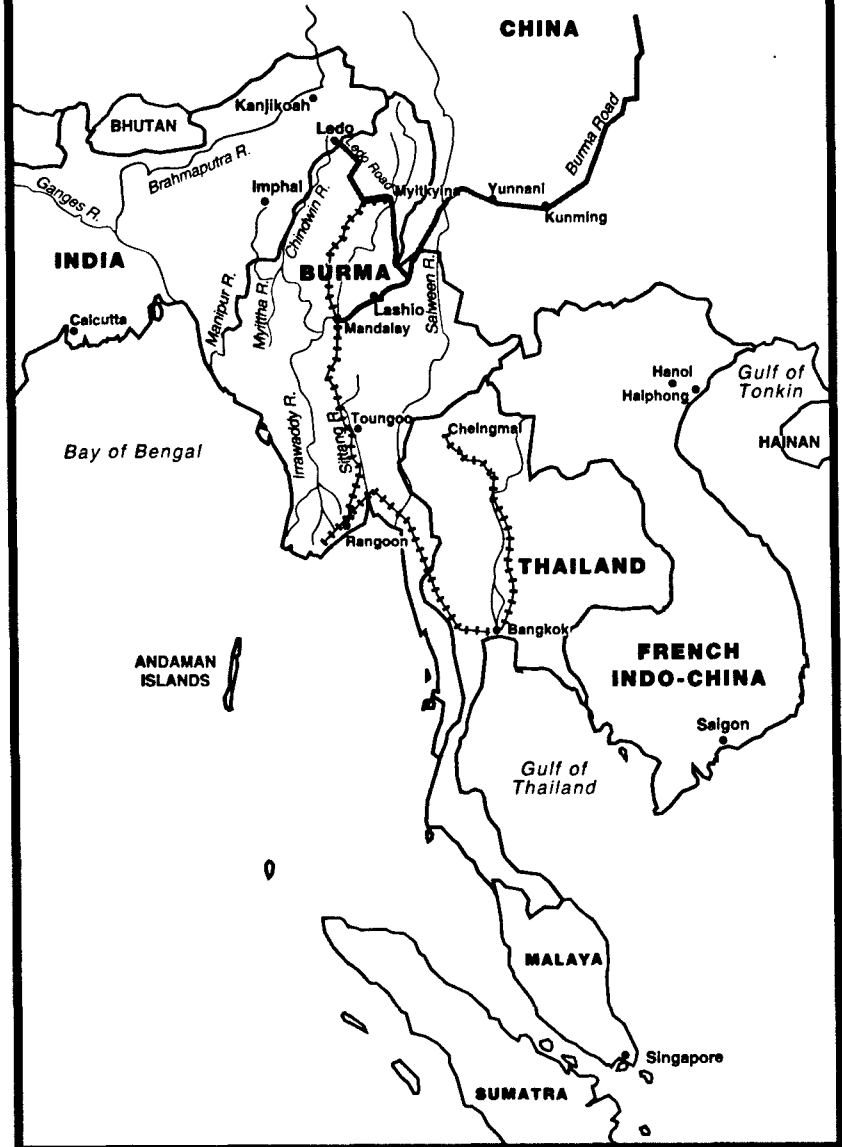 CHINA
Kanjikoah
BHUTAN
Ledo
Ledo Road
Burma Road
Brahmaputra R.
Ganges R.
Imphal
Chindwin R.
Myitkyina
Yunnani
Kunming
INDIA
BURMA
Manipur R.
Myittha R.
Salween R.
Lashio
Calcutta
Mandalay
Hanoi
Haiphong
Gulf of
Tonkin
HAINAN
Irrawaddy R.
Sittang R.
Toungoo
Cheingmai
Bay of Bengal
Rangoon
THAILAND
Bangkok
ANDAMAN
ISLANDS
FRENCH
INDO-CHINA
Saigon
Gulf of
Thailand
MALAYA
Singapore
SUMATRA